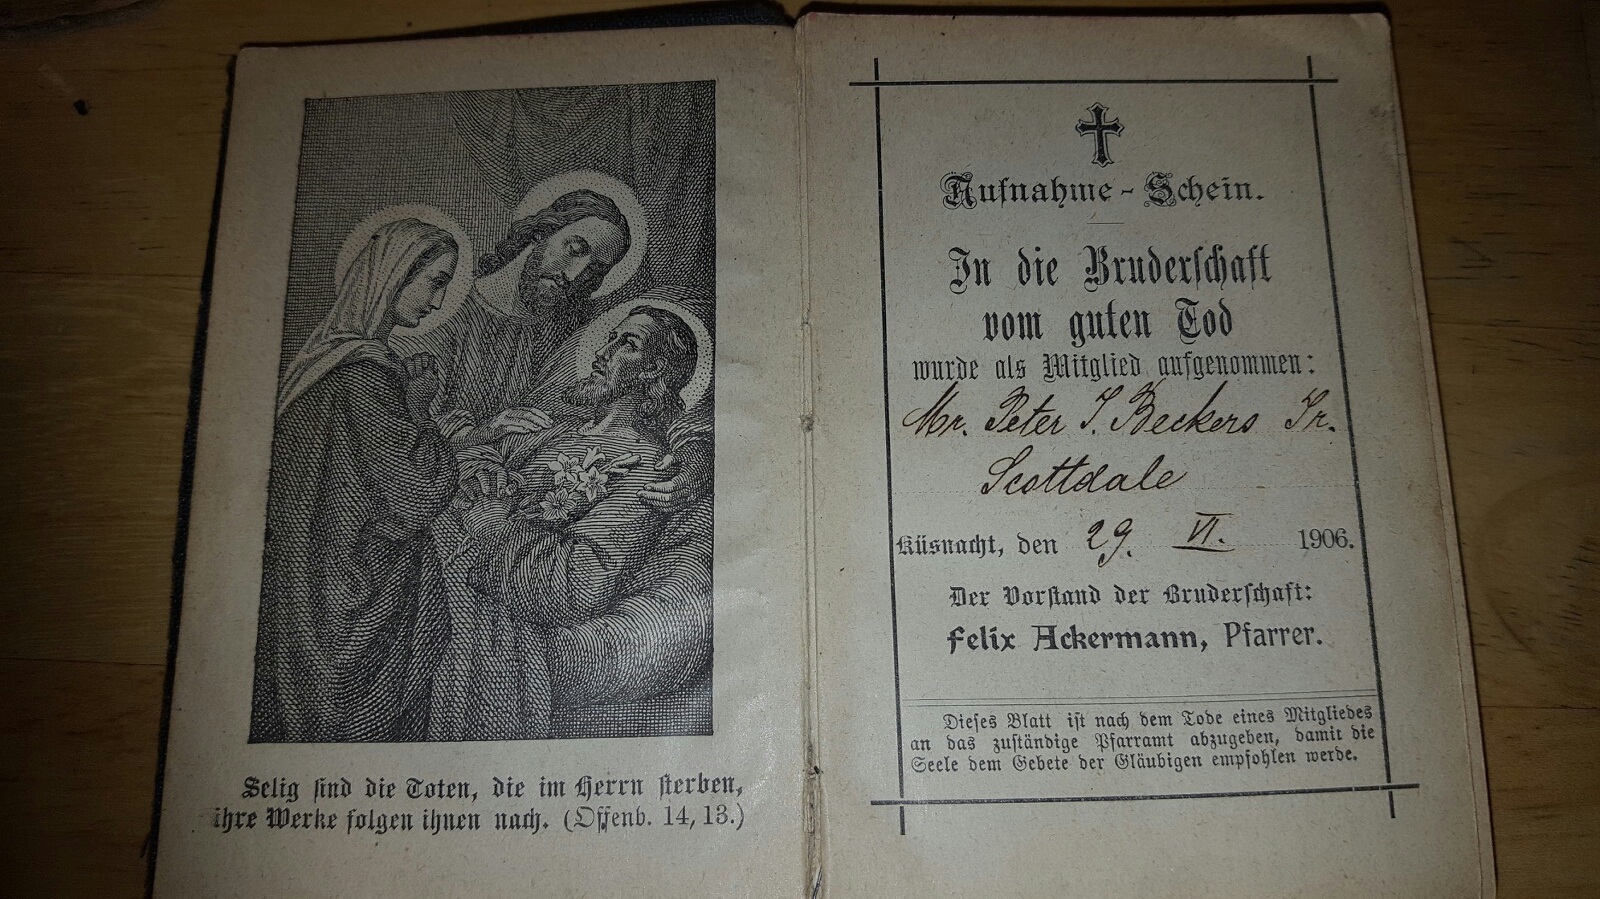 Selig sind die Toten, die im Herrn sterben,
ihre Werke folgen ihnen nach. (Offenb. 14, 13.)
Aufnahme-Schein.
In die Bruderschaft
vom guten Tod
wurde als Mitglied aufgenommen:
Mr. Peter J. Beckers Jr.
Scottdale
Küsnacht, den 29. VI. 1906.
Der Vorstand der Bruderschaft:
Felix Ackermann, Pfarrer.
Dieses Blatt ist nach dem Tode eines Mitgliedes
an das zuständige Pfarramt abzugeben, damit die
Seele dem Gebete der Gläubigen empfohlen werde.